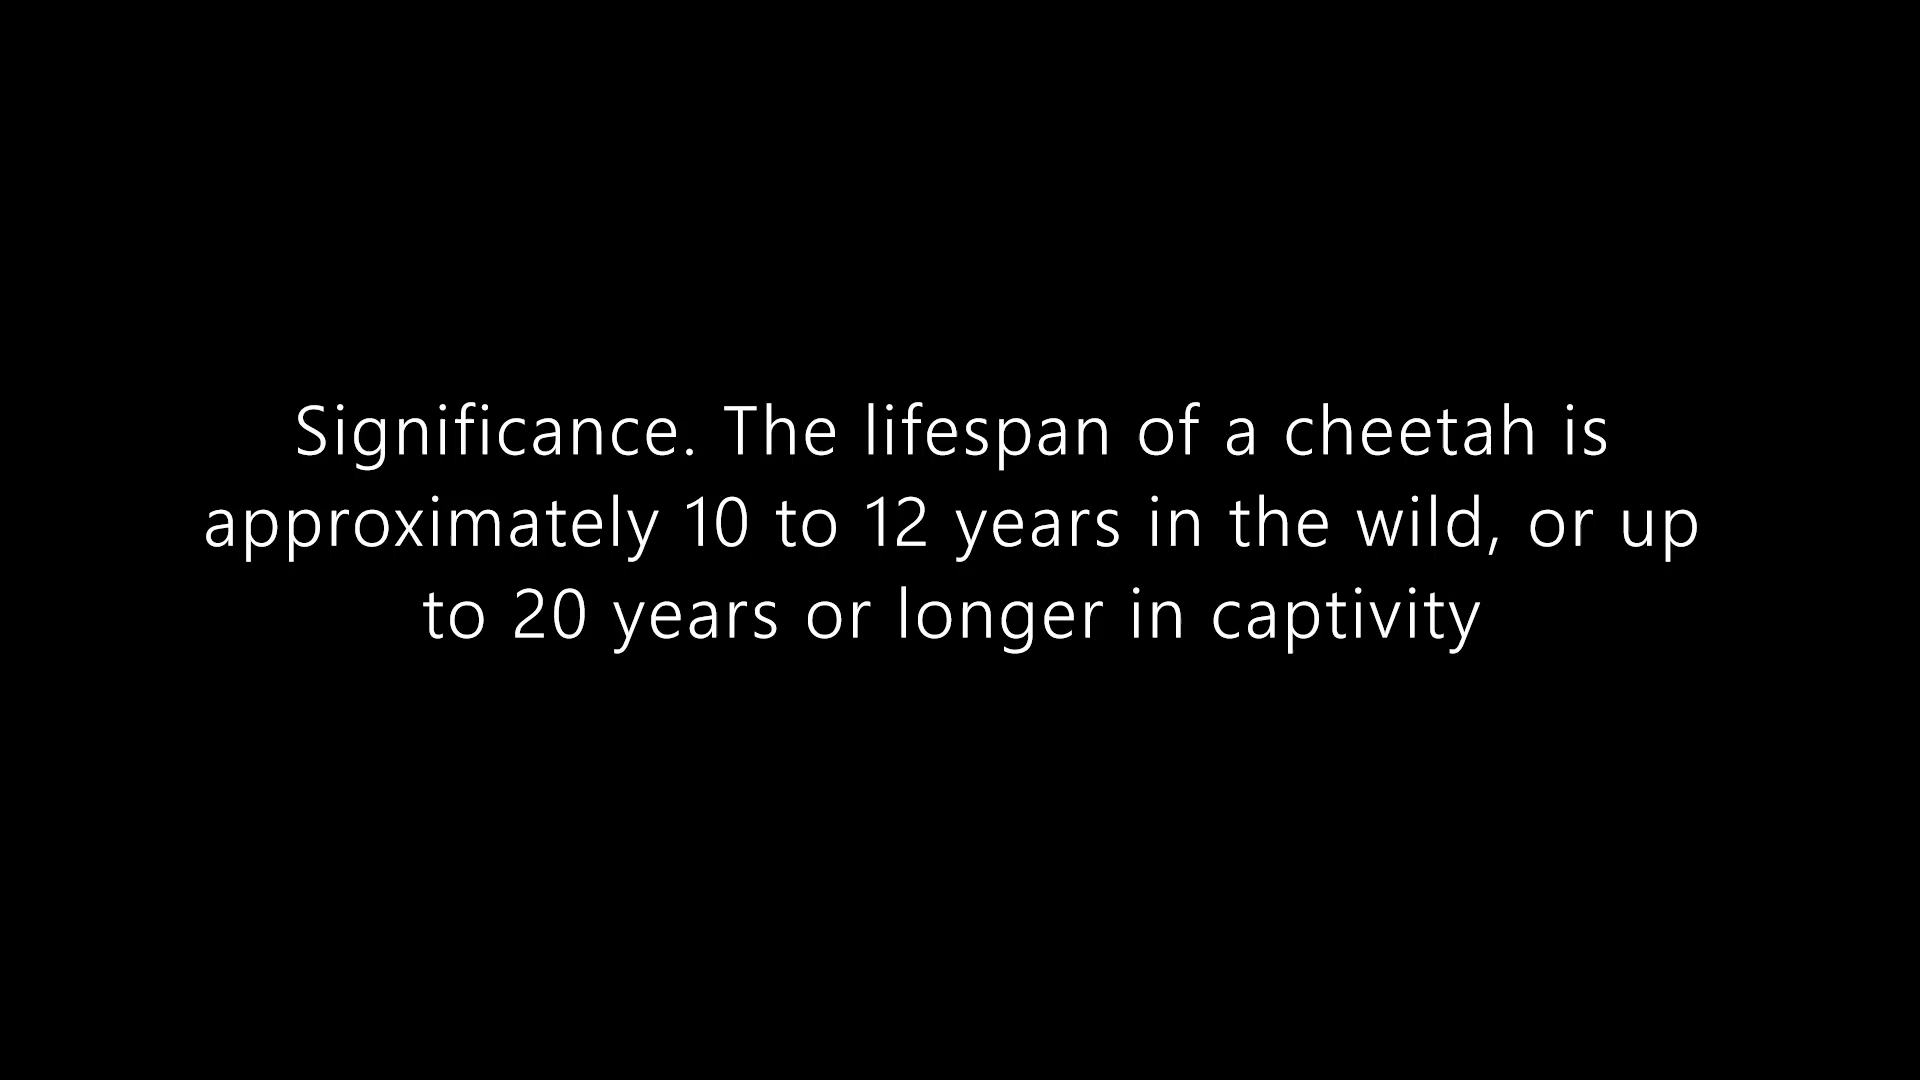 Significance. The lifespan of a cheetah is
approximately 10 to 12 years in the wild, or up
to 20 years or longer in captivity